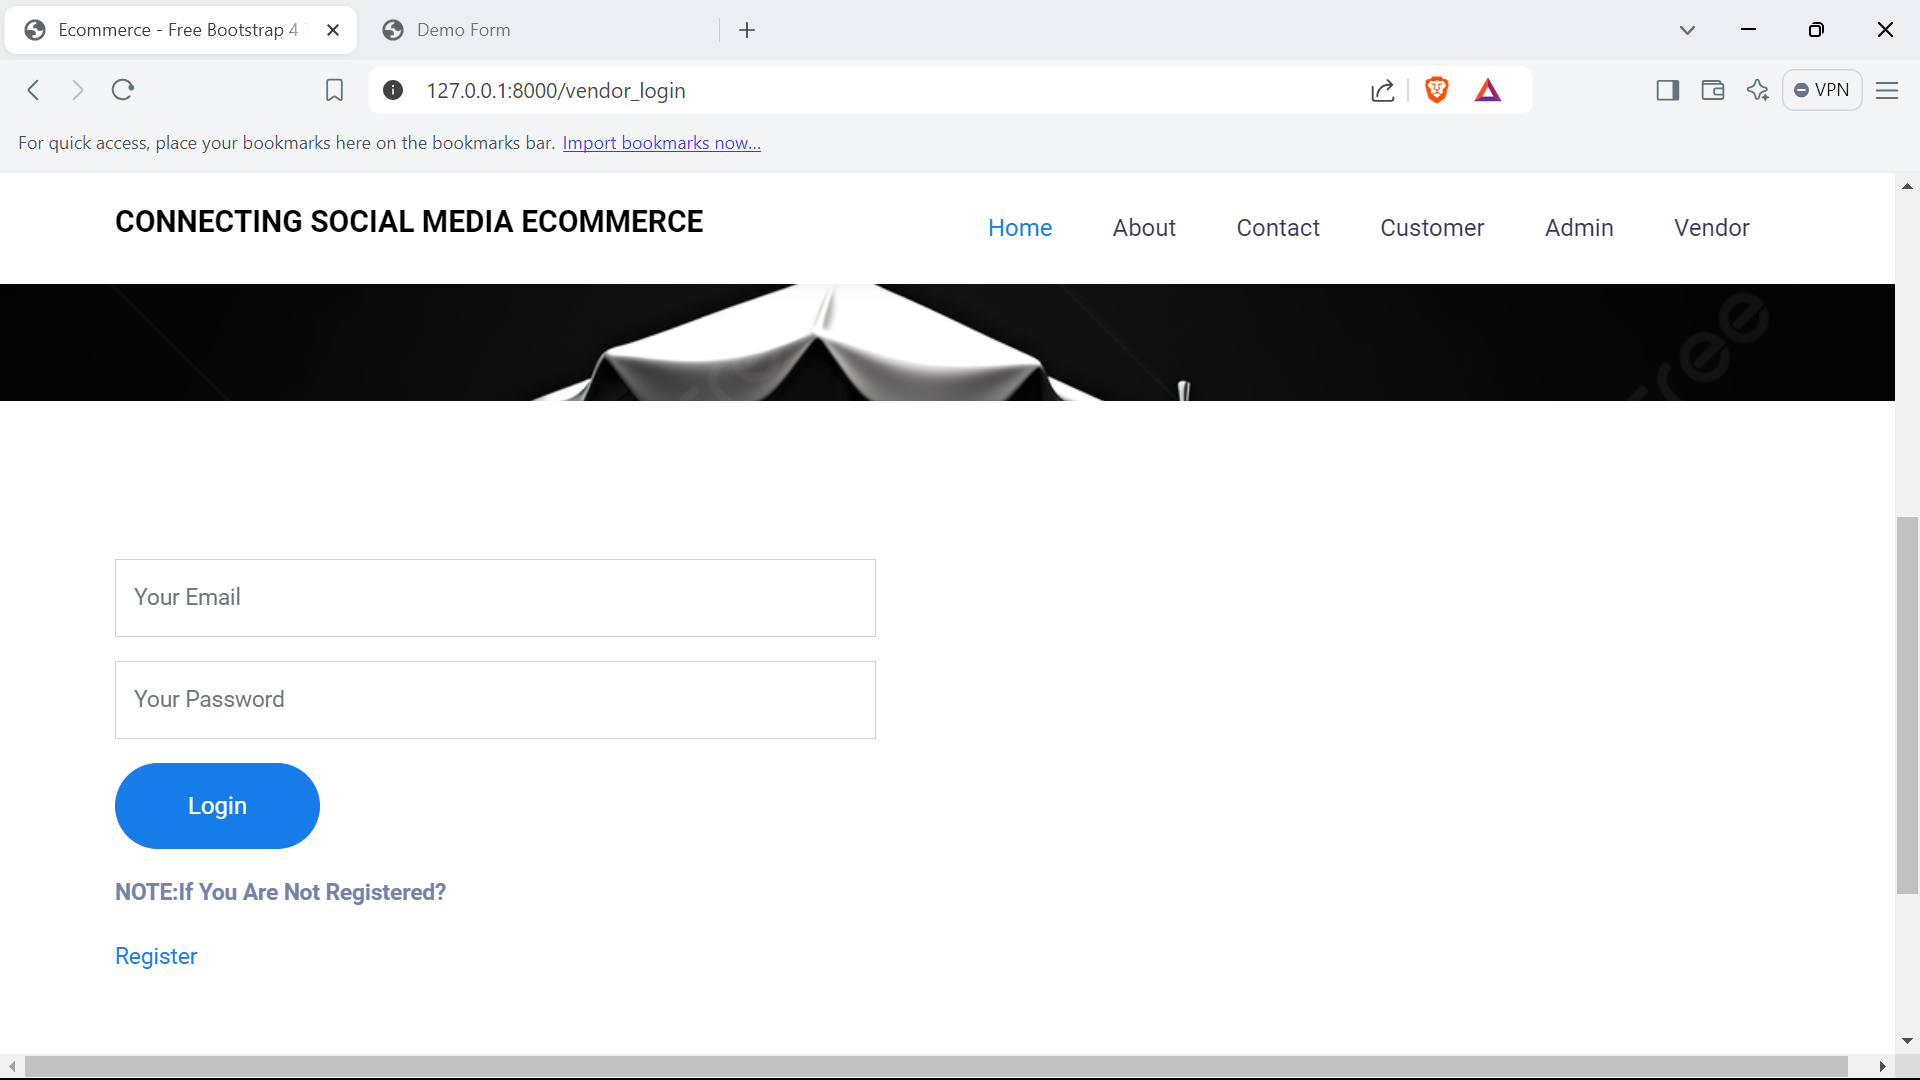 Ecommerce - Free Bootstrap 4
Demo Form
127.0.0.1:8000/vendor_login
VPN
For quick access, place your bookmarks here on the bookmarks bar. Import bookmarks now...
CONNECTING SOCIAL MEDIA ECOMMERCE
Home About Contact Customer Admin Vendor
ree
Your Email
Your Password
Login
NOTE:If You Are Not Registered?
Register